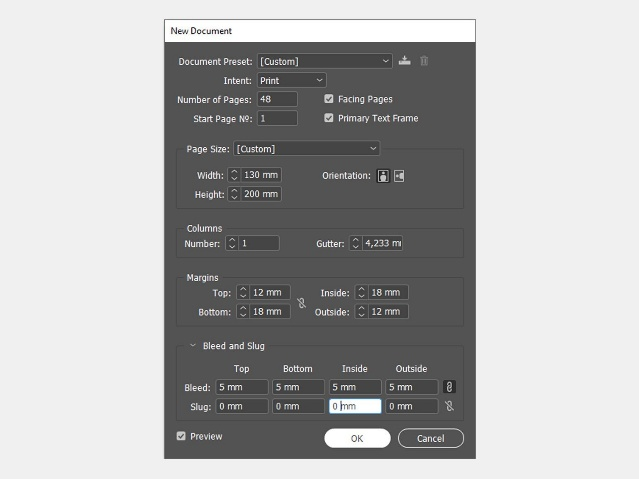 New Document
Document Preset: [Custom]
Intent: Print
Number of Pages: 48 Facing Pages
Start Page Nº: 1 Primary Text Frame
Page Size: [Custom]
Width: 130 mm Orientation:
Height: 200 mm
Columns
Number: 1 Gutter: 4,233 m
Margins
Top: 12 mm Inside: 18 mm
Bottom: 18 mm Outside: 12 mm
Bleed and Slug
Top Bottom Inside Outside
Bleed: 5 mm 5 mm 5 mm 5 mm
Slug: 0 mm 0 mm 0 mm 0 mm
Preview OK Cancel